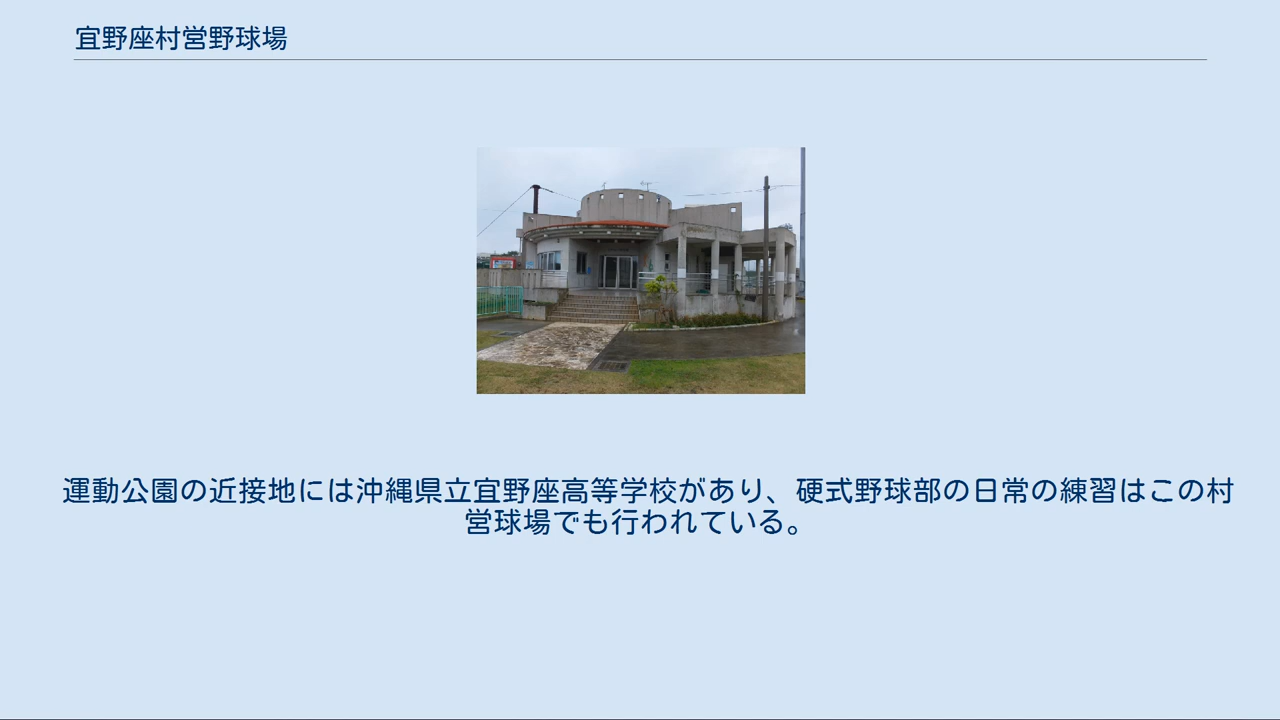 宜野座村営野球場
運動公園の近接地には沖縄県立宜野座高等学校があり、硬式野球部の日常の練習はこの村
営球場でも行われている。